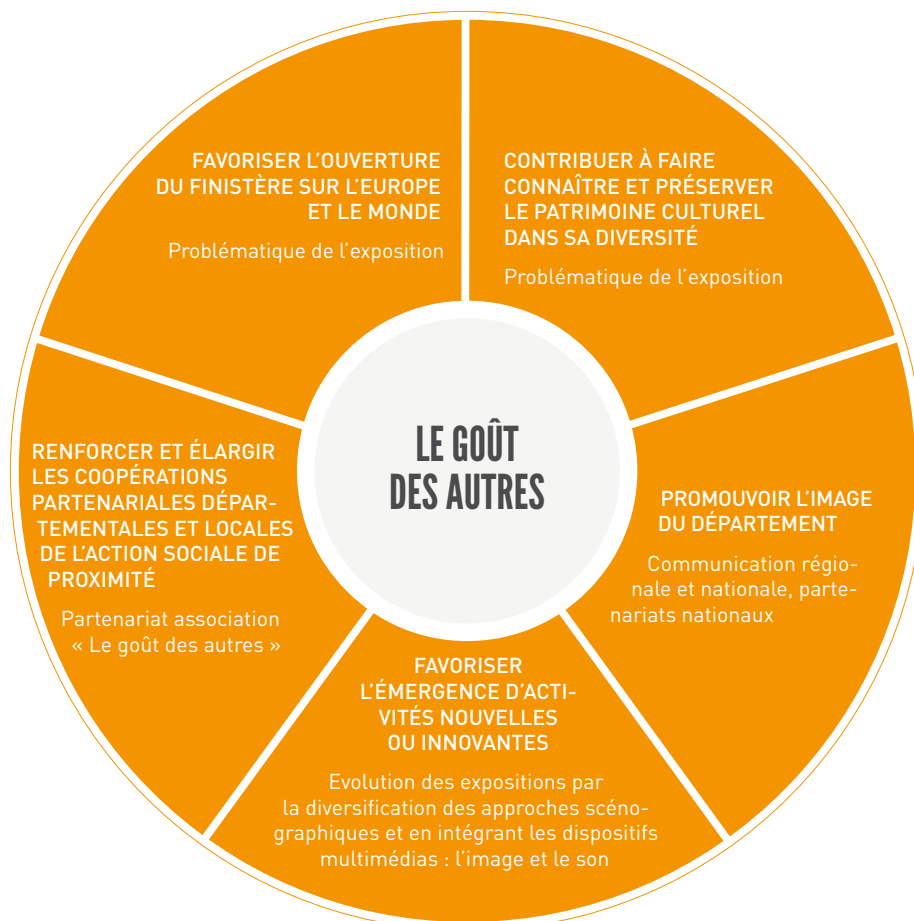 FAVORISER L’OUVERTURE
DU FINISTÈRE SUR L’EUROPE
ET LE MONDE
Problématique de l’exposition
CONTRIBUER À FAIRE
CONNAÎTRE ET PRÉSERVER
LE PATRIMOINE CULTUREL
DANS SA DIVERSITÉ
Problématique de l’exposition
LE GOÛT
DES AUTRES
RENFORCER ET ÉLARGIR
LES COOPÉRATIONS
PARTENARIALES DÉPAR-
TEMENTALES ET LOCALES
DE L’ACTION SOCIALE DE
PROXIMITÉ
Partenariat association
« Le goût des autres »
PROMOUVOIR L’IMAGE
DU DÉPARTEMENT
Communication régio-
nale et nationale, parte-
nariats nationaux
FAVORISER
L’ÉMERGENCE D’ACTI-
VITÉS NOUVELLES
OU INNOVANTES
Evolution des expositions par
la diversification des approches scéno-
graphiques et en intégrant les dispositifs
multimédias : l’image et le son